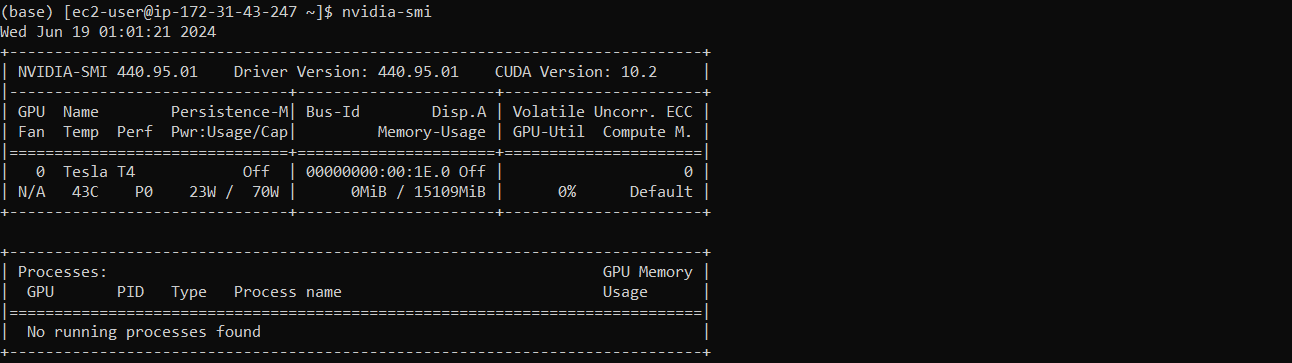 (base) [ec2-user@ip-172-31-43-247 ~]$ nvidia-smi
Wed Jun 19 01:01:21 2024
+-----------------------------------------------------------------------------+
| NVIDIA-SMI 440.95.01    Driver Version: 440.95.01    CUDA Version: 10.2     |
|-------------------------------+----------------------+----------------------+
| GPU  Name        Persistence-M| Bus-Id        Disp.A | Volatile Uncorr. ECC |
| Fan  Temp  Perf  Pwr:Usage/Cap|         Memory-Usage | GPU-Util  Compute M. |
|===============================+======================+======================|
|   0  Tesla T4            Off  | 00000000:00:1E.0 Off |                    0 |
| N/A   43C    P0    23W /  70W |      0MiB / 15109MiB |      0%      Default |
+-------------------------------+----------------------+----------------------+

+-----------------------------------------------------------------------------+
| Processes:                                                       GPU Memory |
|  GPU       PID   Type   Process name                             Usage      |
|=============================================================================|
|  No running processes found                                                 |
+-----------------------------------------------------------------------------+